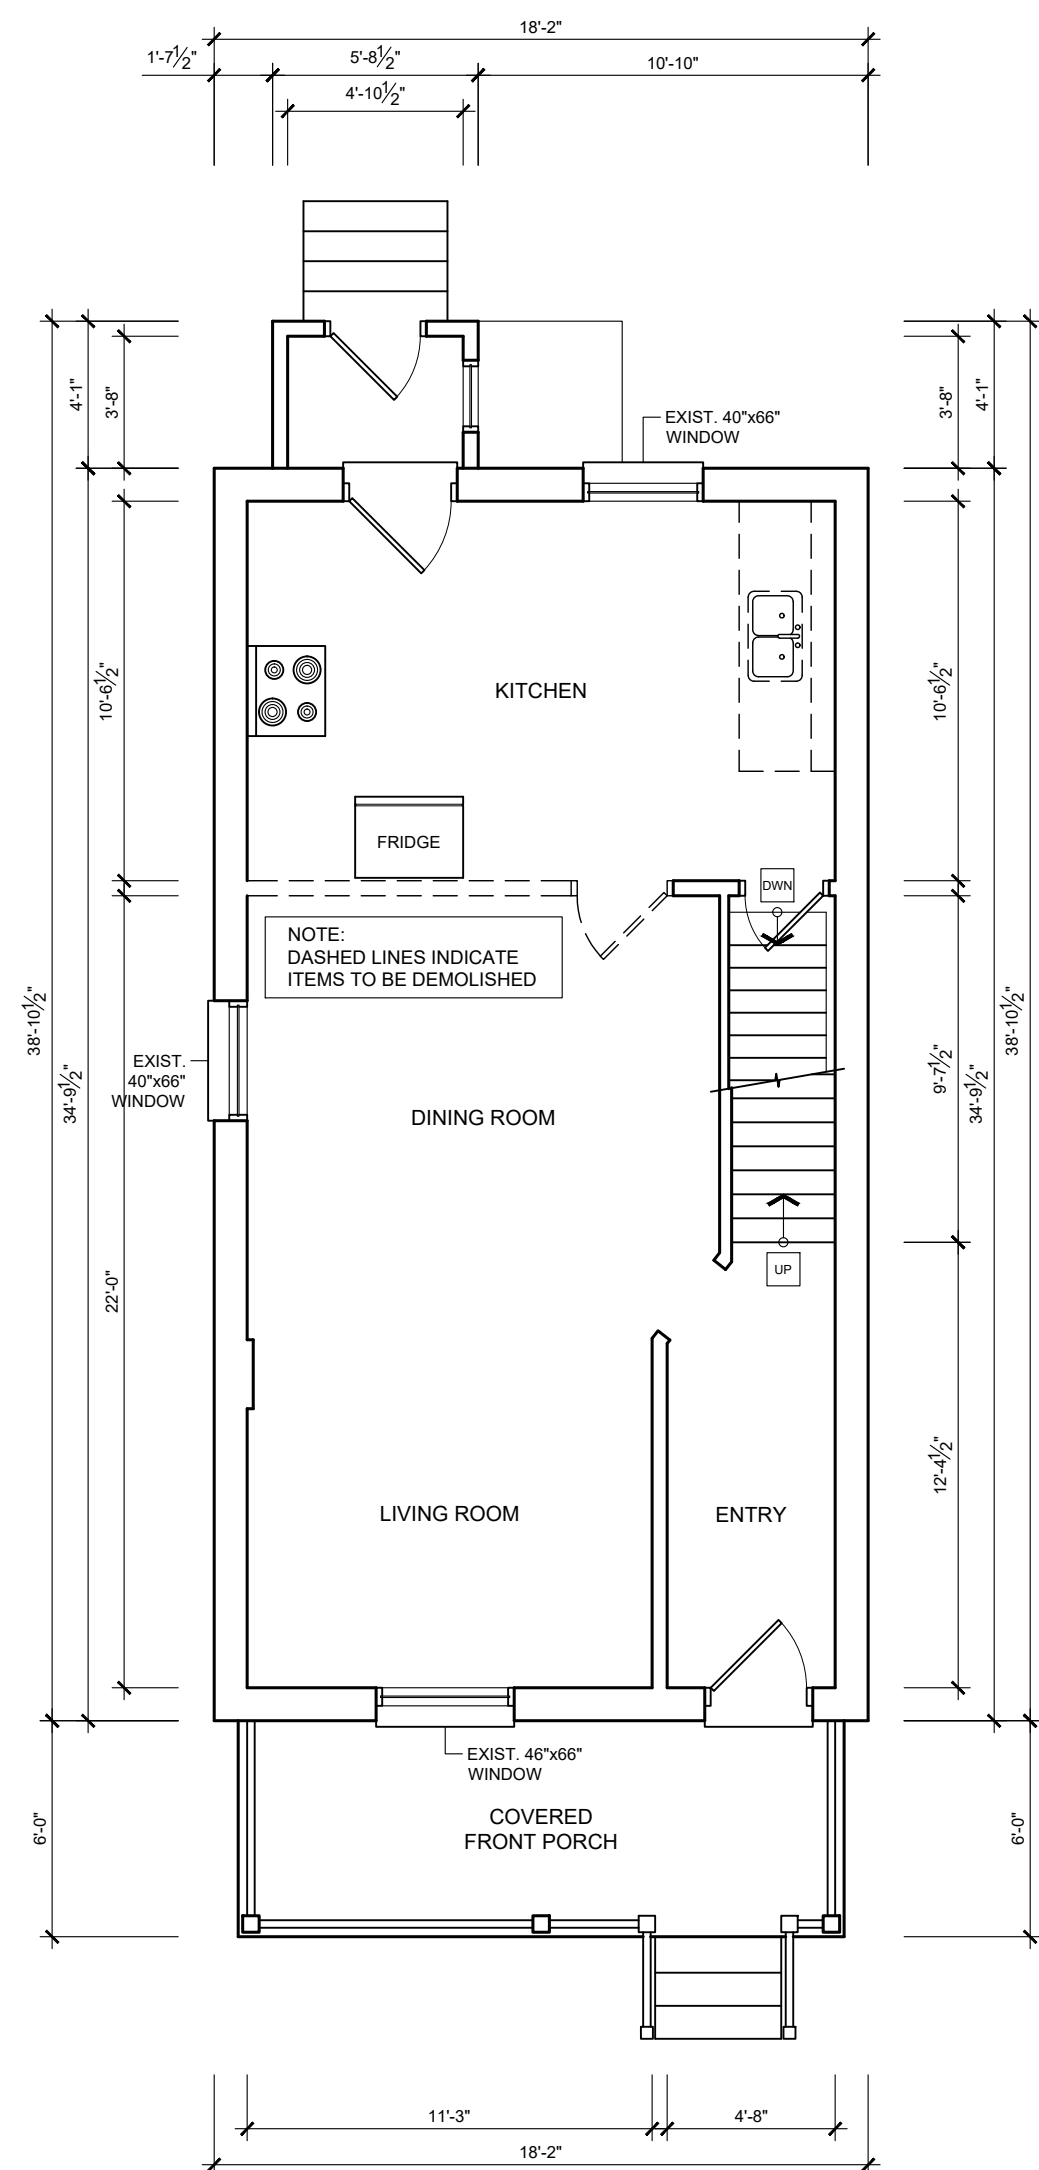 18'-2"
1'-7½"
5'-8½"
10'-10"
4'-10½"
4'-1"
3'-8"
3'-8"
4'-1"
EXIST. 40"x66"
WINDOW
10'-6½"
KITCHEN
10'-6½"
FRIDGE
DWN
NOTE:
DASHED LINES INDICATE
ITEMS TO BE DEMOLISHED
38'-10½"
34'-9½"
EXIST.
40"x66"
WINDOW
DINING ROOM
9'-7½"
34'-9½"
38'-10½"
22'-0"
UP
LIVING ROOM
ENTRY
12'-4½"
EXIST. 46"x66"
WINDOW
COVERED
FRONT PORCH
6'-0"
6'-0"
11'-3"
4'-8"
18'-2"